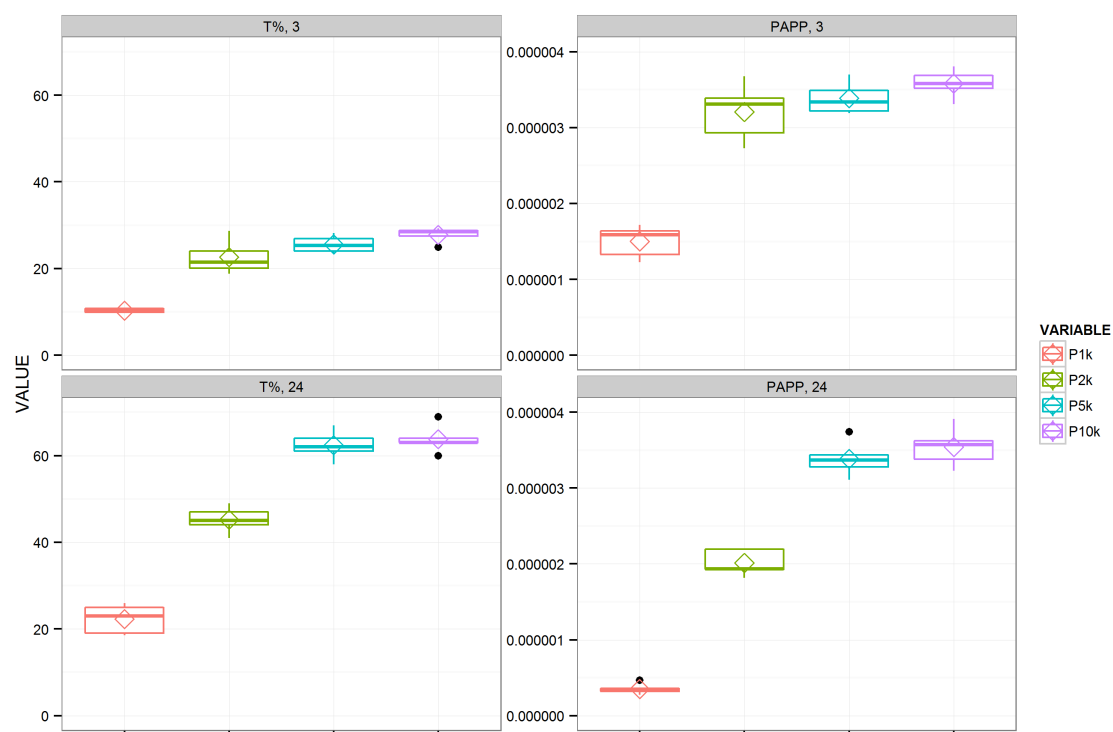 T%, 3
PAPP, 3
60
40
20
0
0.000004
0.000003
0.000002
0.000001
0.000000
VALUE
T%, 24
PAPP, 24
60
40
20
0
0.000004
0.000003
0.000002
0.000001
0.000000
VARIABLE
P1k
P2k
P5k
P10k